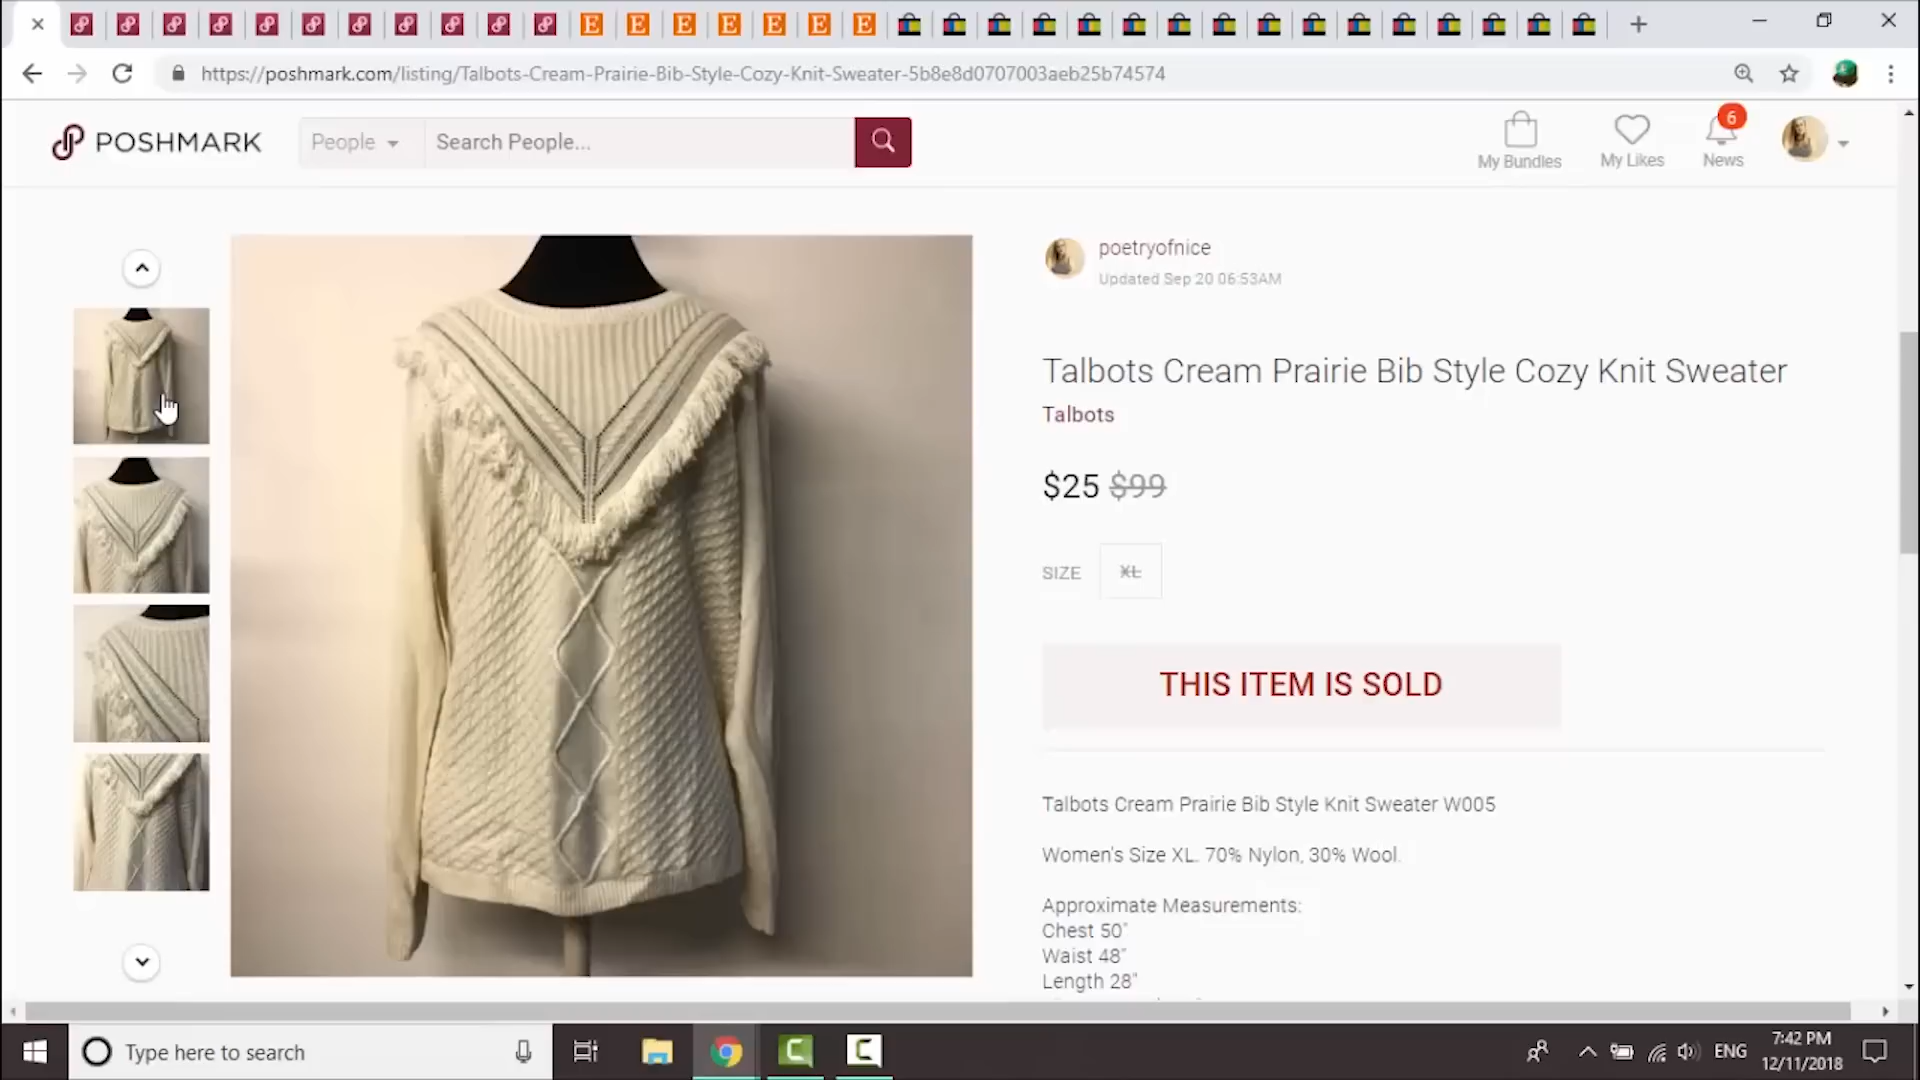 https://poshmark.com/listing/Talbots-Cream-Prairie-Bib-Style-Cozy-Knit-Sweater-5b8e8d0707003aeb25b74574
POSHMARK
People
Search People...
My Bundles
My Likes
6
News
poetryofnice
Updated Sep 20 06:53AM
Talbots Cream Prairie Bib Style Cozy Knit Sweater
Talbots
$25 $99
SIZE XL
THIS ITEM IS SOLD
Talbots Cream Prairie Bib Style Knit Sweater W005
Women's Size XL. 70% Nylon, 30% Wool.
Approximate Measurements:
Chest 50"
Waist 48"
Length 28"
Type here to search
ENG
7:42 PM
12/11/2018